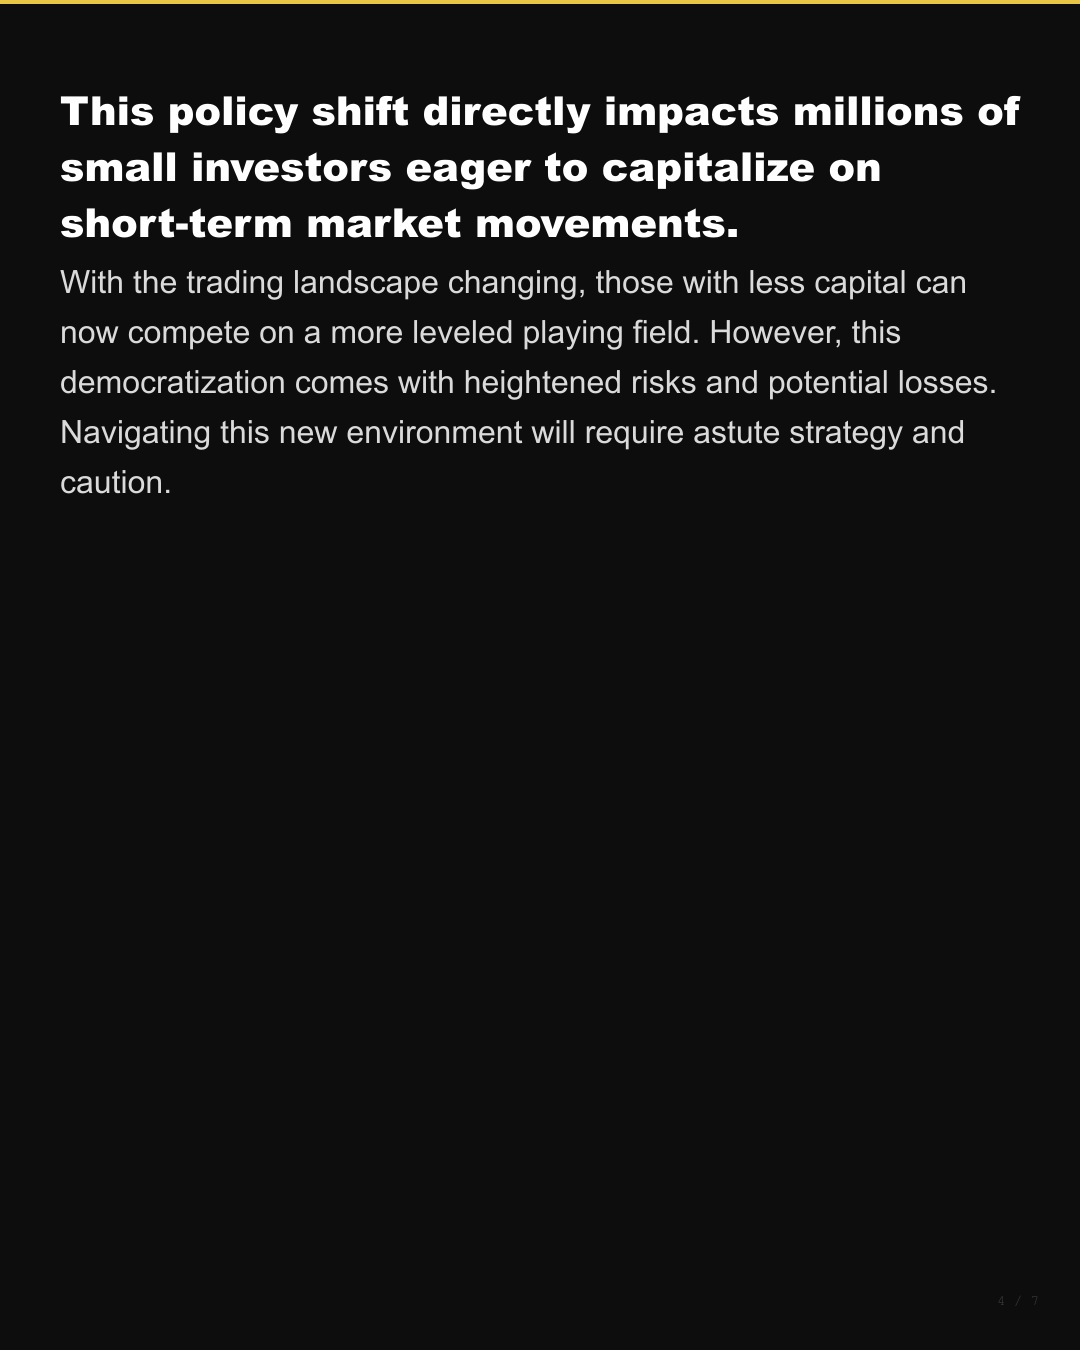 This policy shift directly impacts millions of
small investors eager to capitalize on
short-term market movements.
With the trading landscape changing, those with less capital can
now compete on a more leveled playing field. However, this
democratization comes with heightened risks and potential losses.
Navigating this new environment will require astute strategy and
caution.
4 / 7